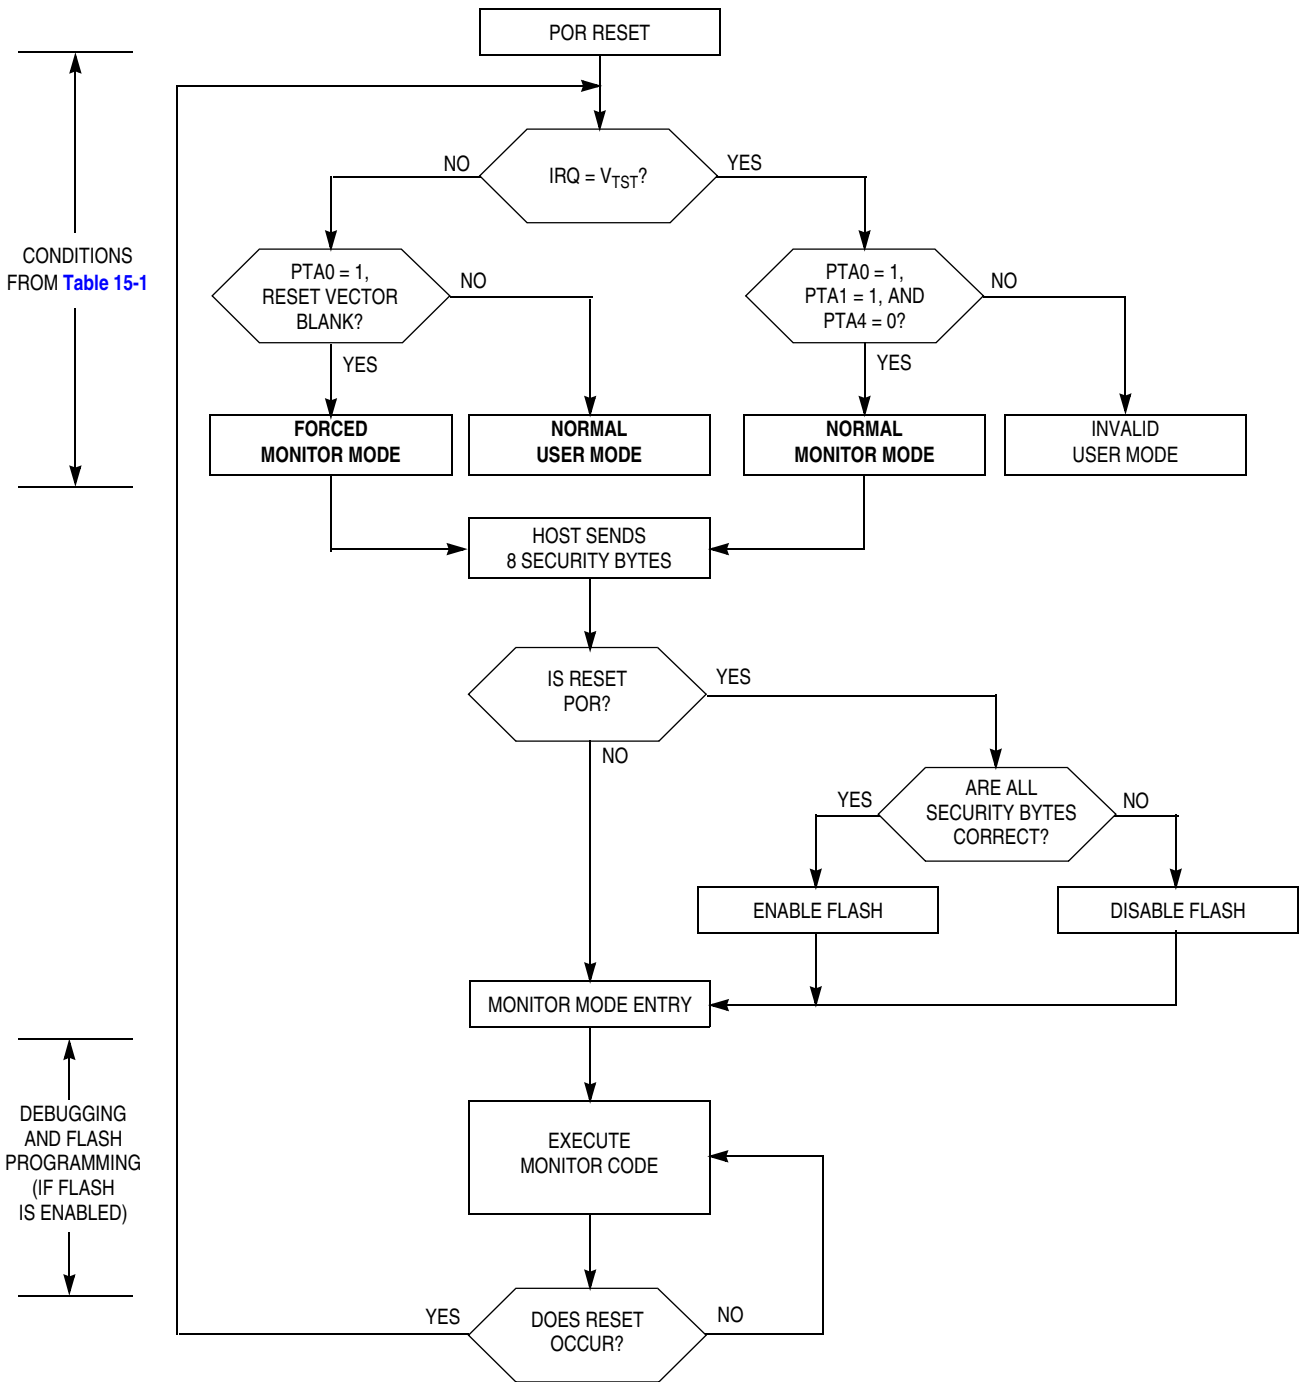 POR RESET
NO
YES
IRQ = VTST?
CONDITIONS
FROM Table 15-1
PTA0 = 1,
RESET VECTOR
BLANK?
NO
YES
PTA0 = 1,
PTA1 = 1, AND
PTA4 = 0?
NO
YES
FORCED
MONITOR MODE
NORMAL
USER MODE
NORMAL
MONITOR MODE
INVALID
USER MODE
HOST SENDS
8 SECURITY BYTES
IS RESET
POR?
YES
NO
ARE ALL
SECURITY BYTES
CORRECT?
YES
NO
ENABLE FLASH
DISABLE FLASH
MONITOR MODE ENTRY
DEBUGGING
AND FLASH
PROGRAMMING
(IF FLASH
IS ENABLED)
EXECUTE
MONITOR CODE
YES
DOES RESET
OCCUR?
NO